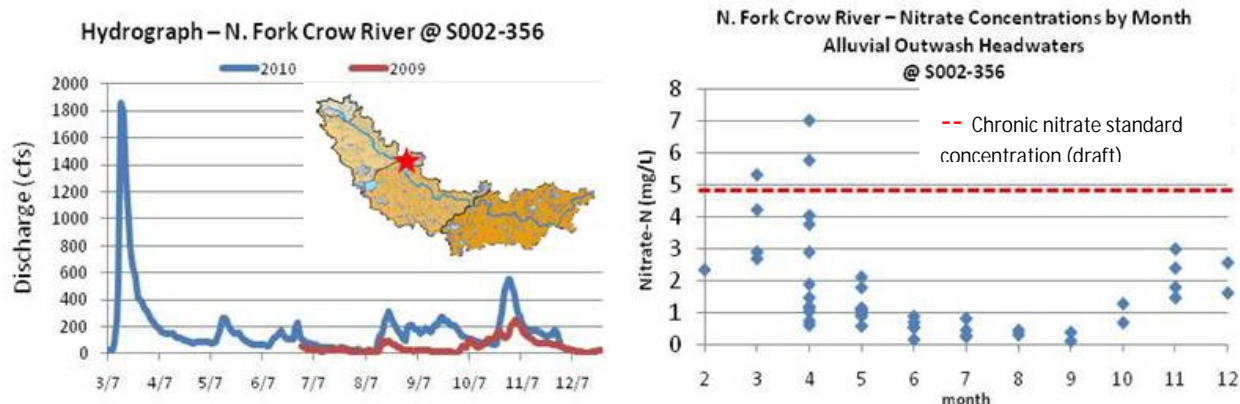 Hydrograph – N. Fork Crow River @ S002-356
2010 2009
Discharge (cfs)
2000
1800
1600
1400
1200
1000
800
600
400
200
0
3/7 4/7 5/7 6/7 7/7 8/7 9/7 10/7 11/7 12/7
N. Fork Crow River – Nitrate Concentrations by Month
Alluvial Outwash Headwaters
@ S002-356
Nitrate-N (mg/L)
8
7
6
5
4
3
2
1
0
-- Chronic nitrate standard
concentration (draft)
2 3 4 5 6 7 8 9 10 11 12
month